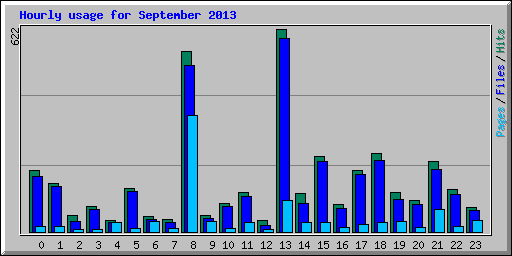 Hourly usage for September 2013
622
Pages / Files / Hits
0 1 2 3 4 5 6 7 8 9 10 11 12 13 14 15 16 17 18 19 20 21 22 23